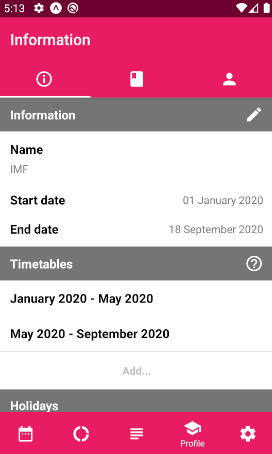 5:13
Information
Information
Name
IMF
Start date 01 January 2020
End date 18 September 2020
Timetables
January 2020 - May 2020
May 2020 - September 2020
Add...
Holidays
Profile